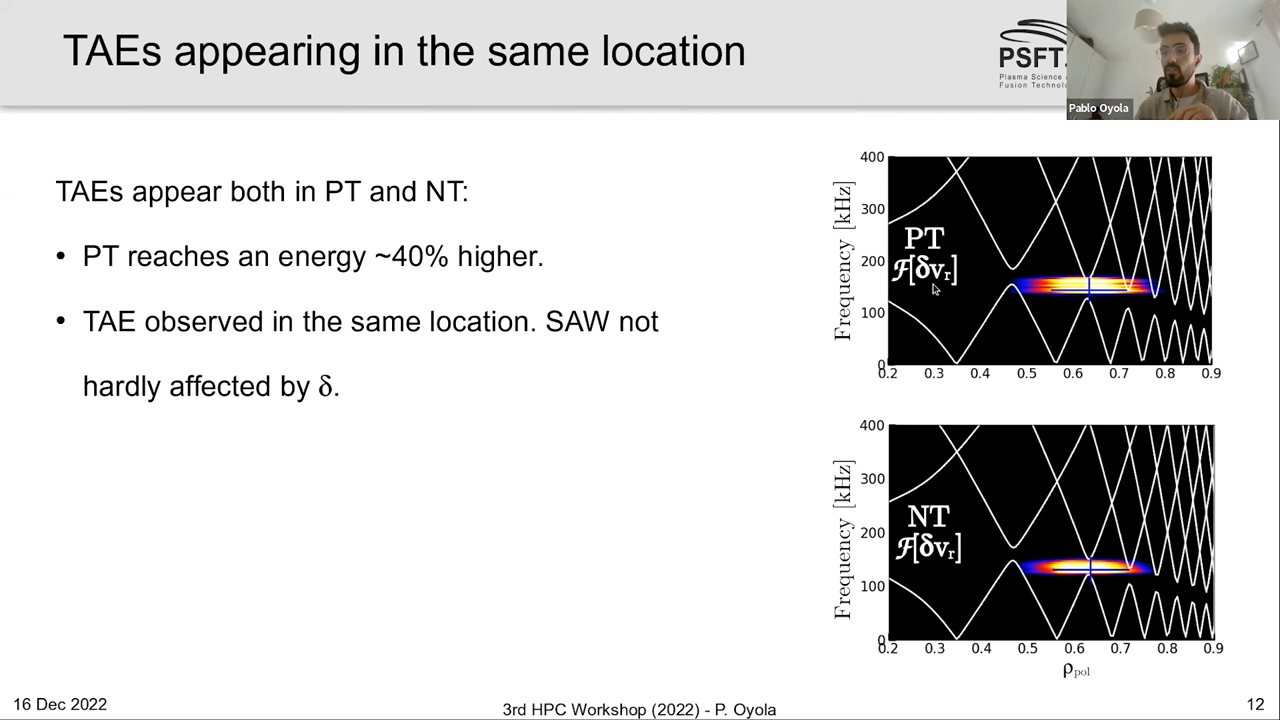 TAEs appearing in the same location
PSFT
Plasma Science
Fusion Technol
Pablo Oyola
TAEs appear both in PT and NT:
• PT reaches an energy ~40% higher.
• TAE observed in the same location. SAW not
hardly affected by δ.
400
300
200
100
0
Frequency [kHz]
PT
ℱ[δvᵣ]
0.2 0.3 0.4 0.5 0.6 0.7 0.8 0.9
400
300
200
100
0
Frequency [kHz]
NT
ℱ[δvᵣ]
0.2 0.3 0.4 0.5 0.6 0.7 0.8 0.9
ρpol
16 Dec 2022
3rd HPC Workshop (2022) - P. Oyola
12